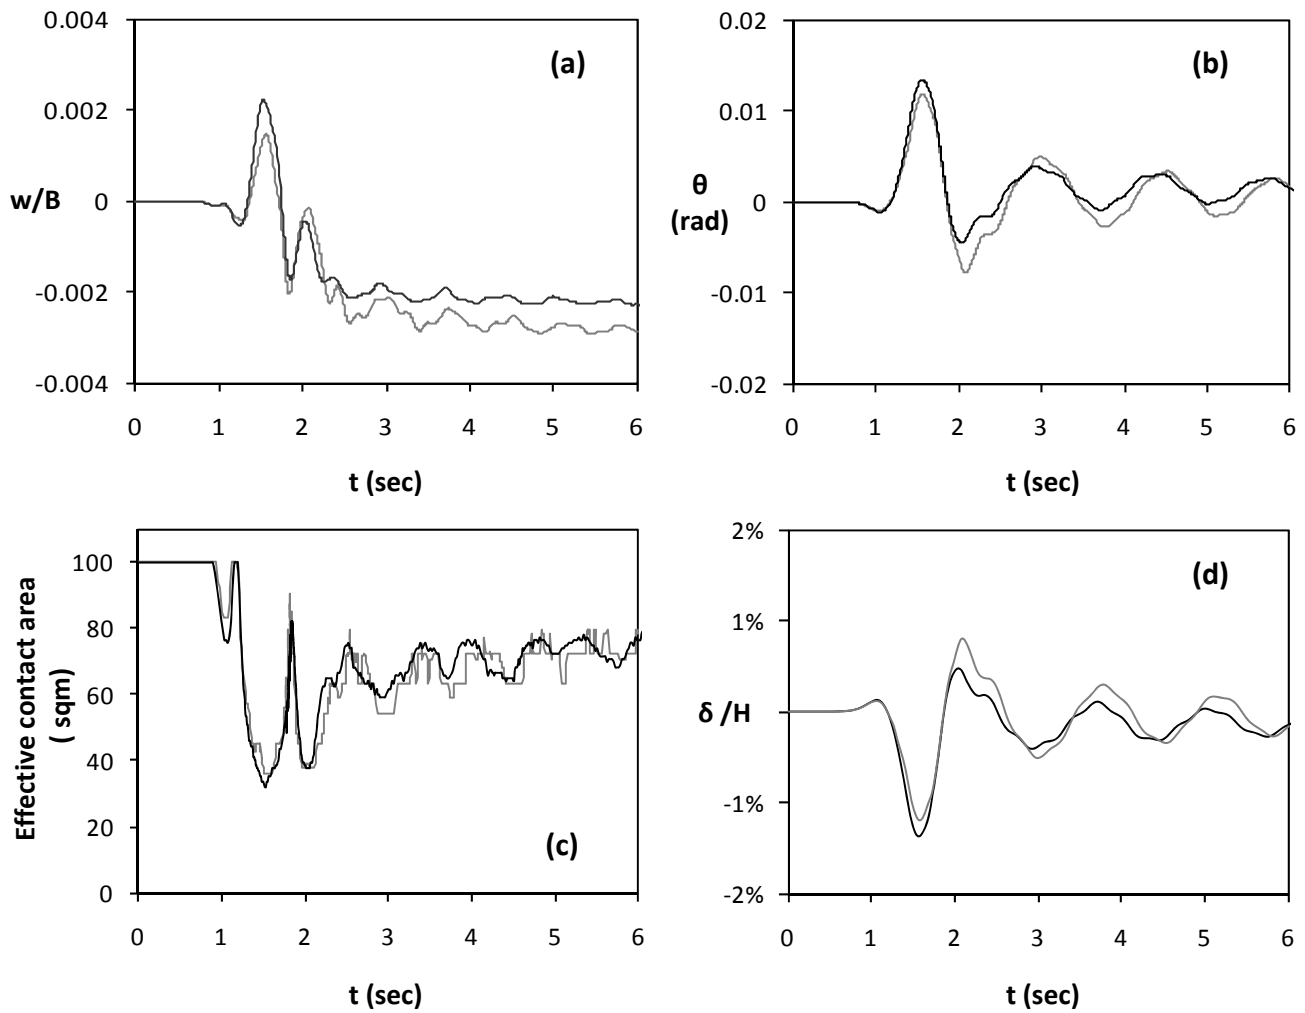 0.004
0.002
0
-0.002
-0.004
w/B
(a)
0 1 2 3 4 5 6
t (sec)
0.02
0.01
0
-0.01
-0.02
θ
(rad)
(b)
0 1 2 3 4 5 6
t (sec)
100
80
60
40
20
0
Effective contact area
( sqm)
(c)
0 1 2 3 4 5 6
t (sec)
2%
1%
0
-1%
-2%
δ /H
(d)
0 1 2 3 4 5 6
t (sec)